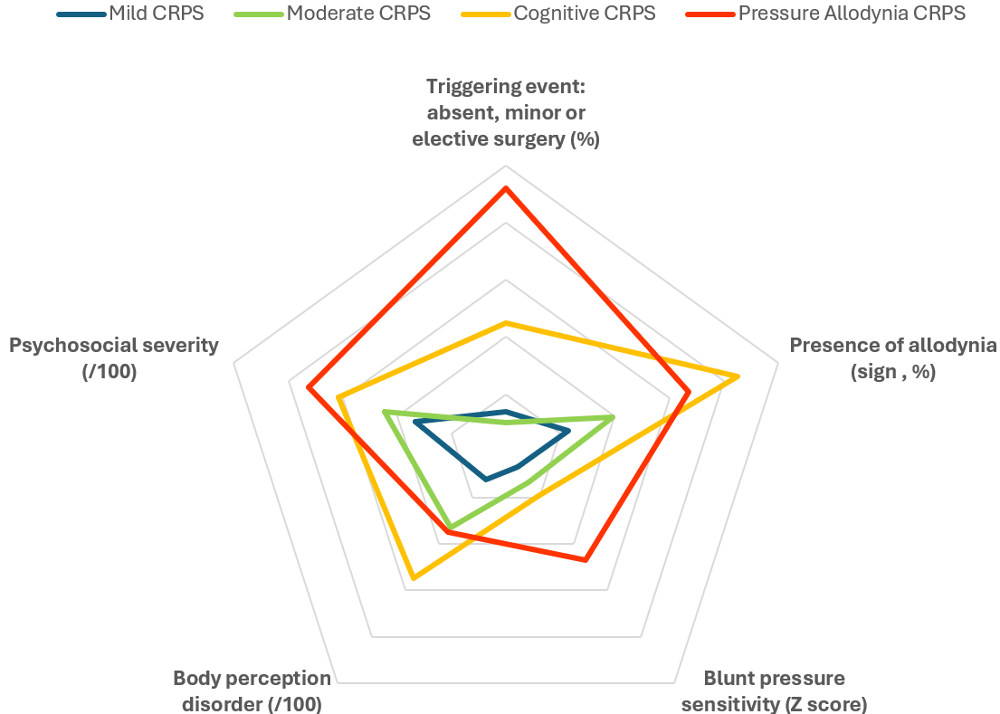 Mild CRPS Moderate CRPS Cognitive CRPS Pressure Allodynia CRPS
Triggering event:
absent, minor or
elective surgery (%)
Psychosocial severity
(/100)
Presence of allodynia
(sign , %)
Body perception
disorder (/100)
Blunt pressure
sensitivity (Z score)